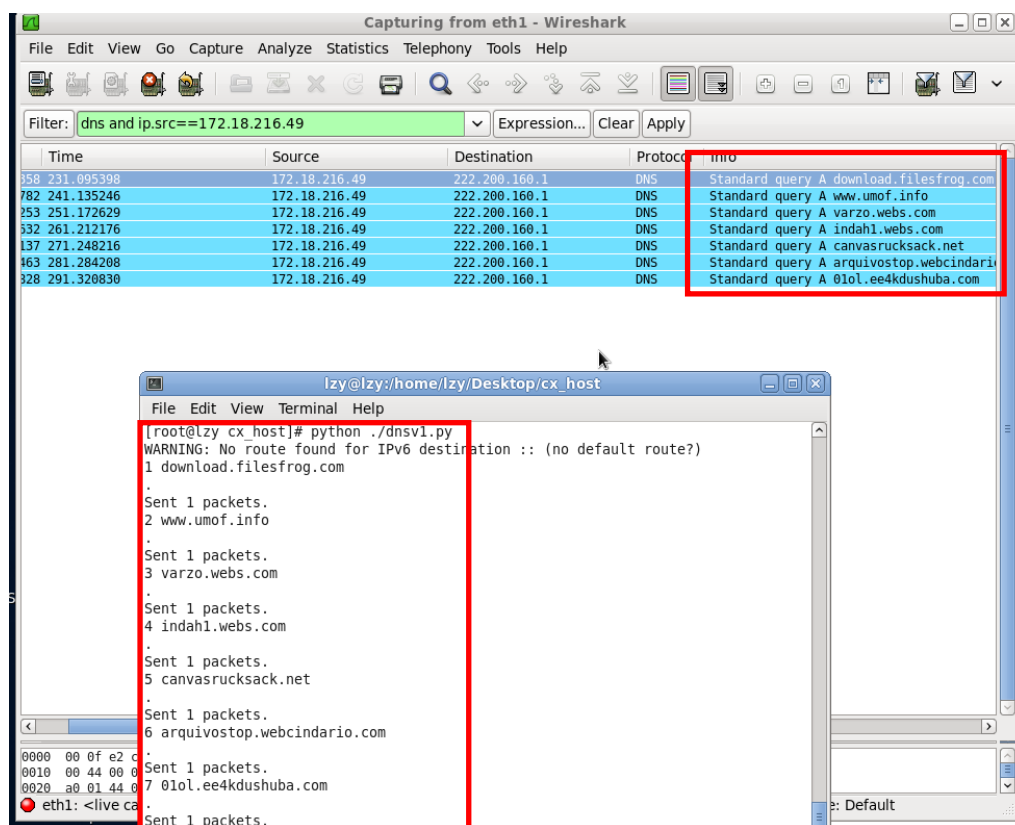 Capturing from eth1 - Wireshark
File Edit View Go Capture Analyze Statistics Telephony Tools Help
Filter: dns and ip.src==172.18.216.49 Expression... Clear Apply
Time Source Destination Protocol Info
358 231.095398 172.18.216.49 222.200.160.1 DNS Standard query A download.filesfrog.com
782 241.135246 172.18.216.49 222.200.160.1 DNS Standard query A www.umof.info
253 251.172629 172.18.216.49 222.200.160.1 DNS Standard query A varzo.webs.com
632 261.212176 172.18.216.49 222.200.160.1 DNS Standard query A indah1.webs.com
137 271.248216 172.18.216.49 222.200.160.1 DNS Standard query A canvasrucksack.net
463 281.284208 172.18.216.49 222.200.160.1 DNS Standard query A arquivostop.webcindario
828 291.320830 172.18.216.49 222.200.160.1 DNS Standard query A 01ol.ee4kdushuba.com
lzy@lzy:/home/lzy/Desktop/cx_host
File Edit View Terminal Help
[root@lzy cx_host]# python ./dnsv1.py
WARNING: No route found for IPv6 destination :: (no default route?)
1 download.filesfrog.com
.
Sent 1 packets.
2 www.umof.info
.
Sent 1 packets.
3 varzo.webs.com
.
Sent 1 packets.
4 indah1.webs.com
.
Sent 1 packets.
5 canvasrucksack.net
.
Sent 1 packets.
6 arquivostop.webcindario.com
.
Sent 1 packets.
7 01ol.ee4kdushuba.com
.
Sent 1 packets.
0000 00 0f e2 c
0010 00 44 00 0
0020 a0 01 44 0
eth1: <live ca
e: Default